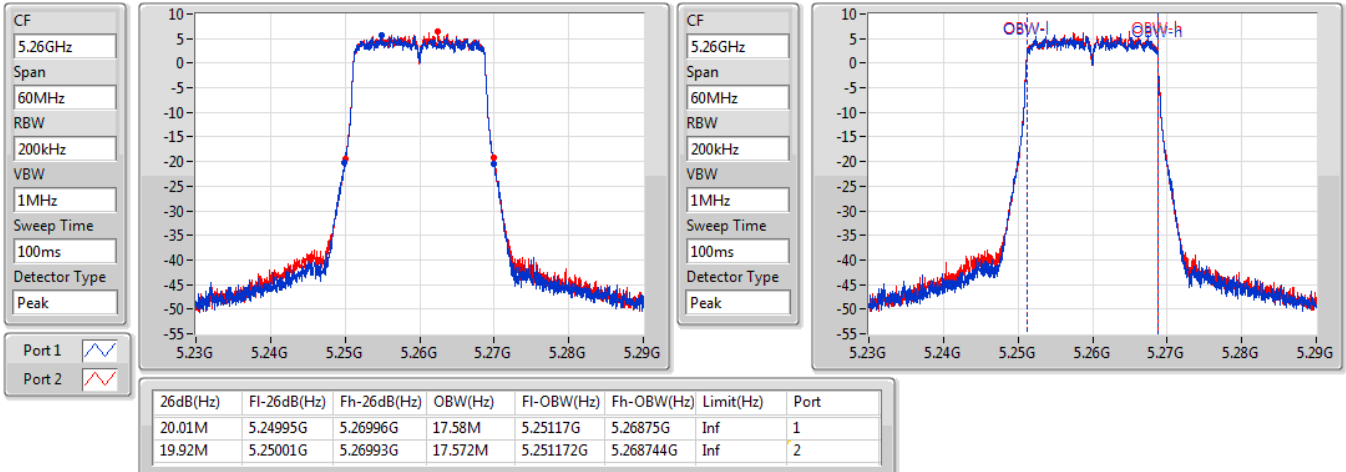 CF
5.26GHz
Span
60MHz
RBW
200kHz
VBW
1MHz
Sweep Time
100ms
Detector Type
Peak
Port 1
Port 2
10
5
0
-5
-10
-15
-20
-25
-30
-35
-40
-45
-50
-55
5.23G 5.24G 5.25G 5.26G 5.27G 5.28G 5.29G
CF
5.26GHz
Span
60MHz
RBW
200kHz
VBW
1MHz
Sweep Time
100ms
Detector Type
Peak
10
5
0
-5
-10
-15
-20
-25
-30
-35
-40
-45
-50
-55
OBW-l OBW-h
5.23G 5.24G 5.25G 5.26G 5.27G 5.28G 5.29G
26dB(Hz) Fl-26dB(Hz) Fh-26dB(Hz) OBW(Hz) Fl-OBW(Hz) Fh-OBW(Hz) Limit(Hz) Port
20.01M 5.24995G 5.26996G 17.58M 5.25117G 5.26875G Inf 1
19.92M 5.25001G 5.26993G 17.572M 5.251172G 5.268744G Inf 2